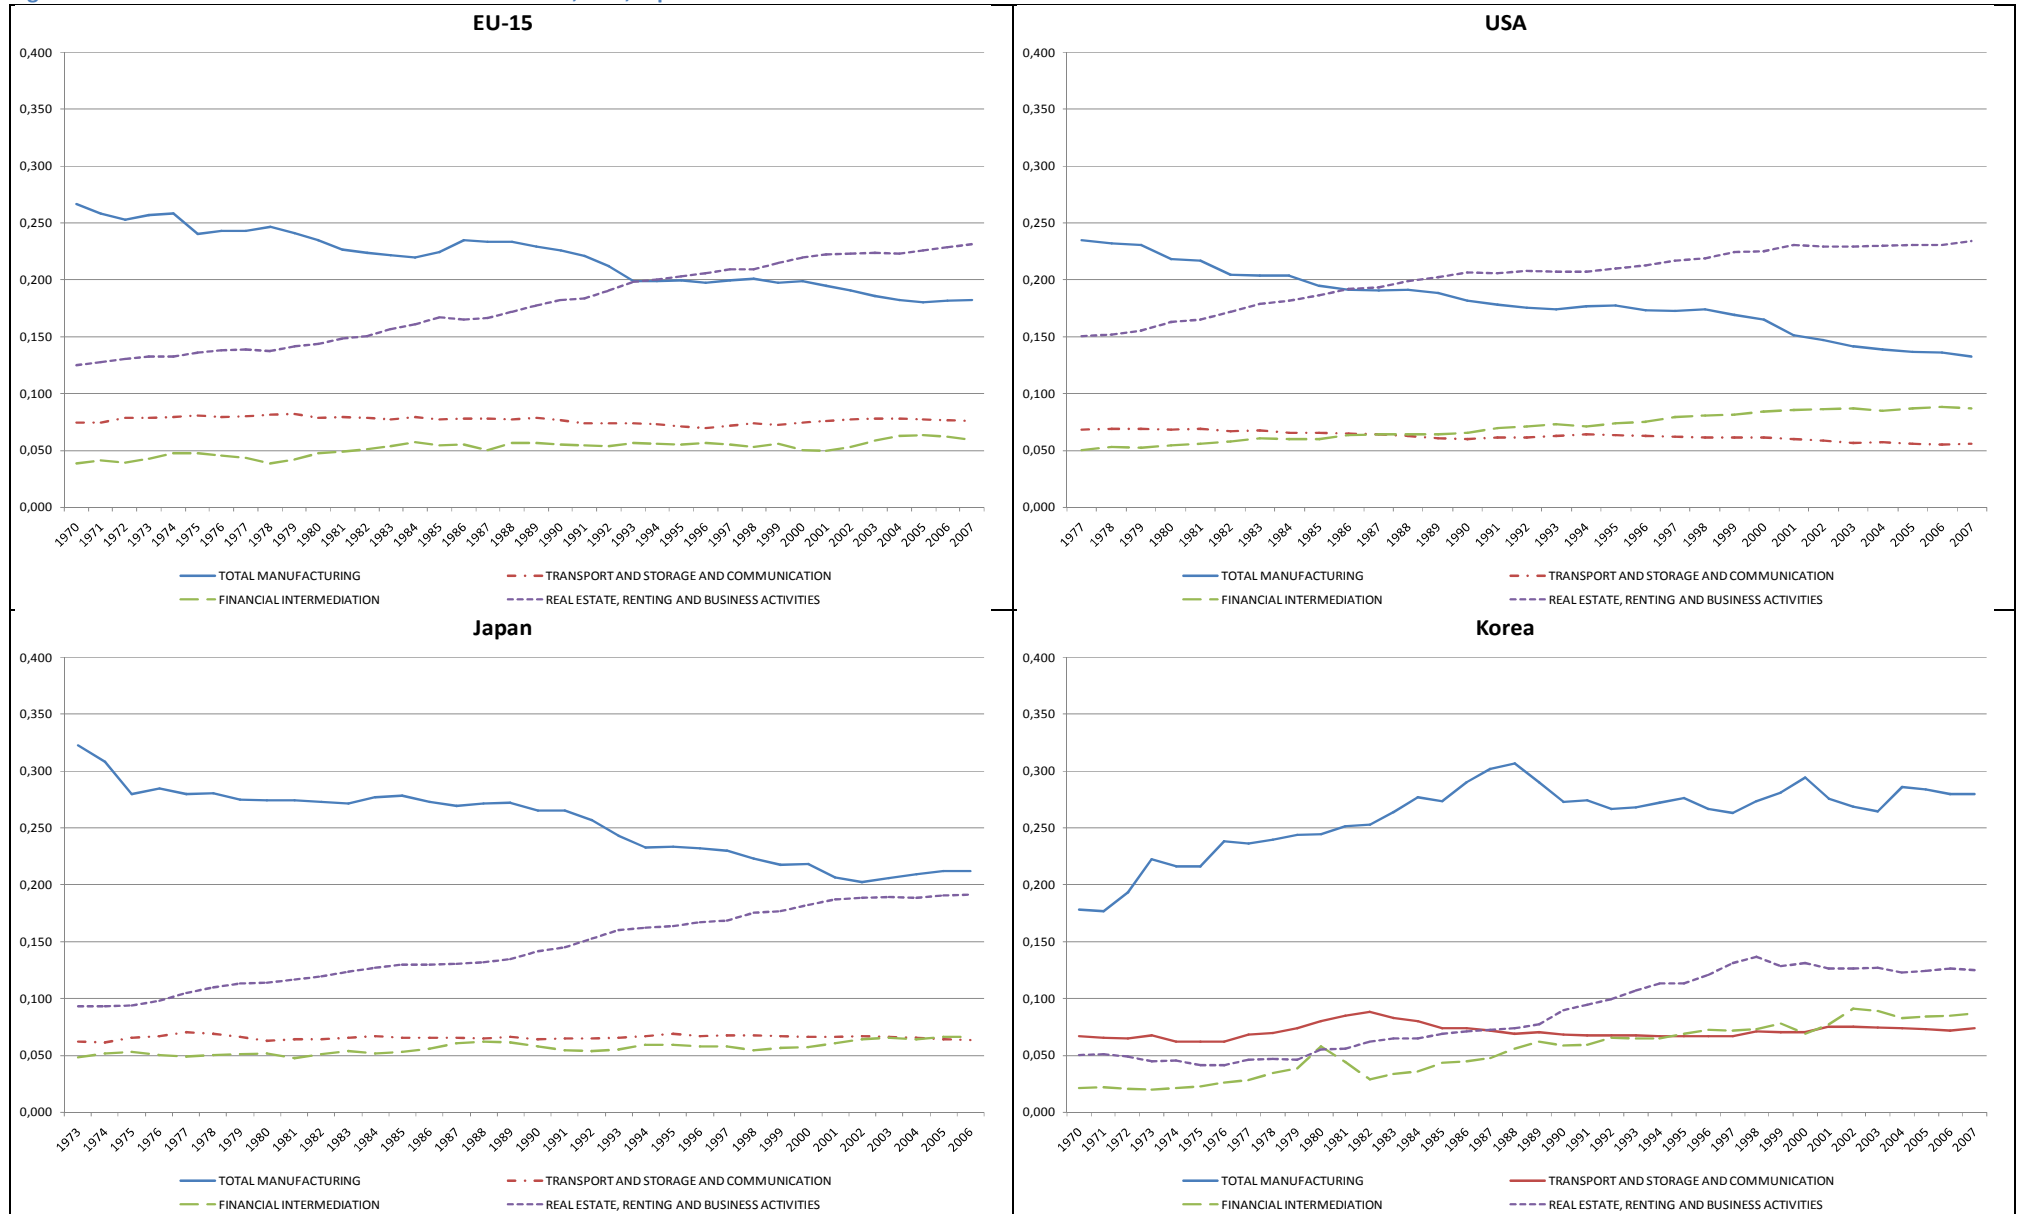 EU-15
0,400
0,350
0,300
0,250
0,200
0,150
0,100
0,050
0,000
1970 1971 1972 1973 1974 1975 1976 1977 1978 1979 1980 1981 1982 1983 1984 1985 1986 1987 1988 1989 1990 1991 1992 1993 1994 1995 1996 1997 1998 1999 2000 2001 2002 2003 2004 2005 2006 2007
TOTAL MANUFACTURING TRANSPORT AND STORAGE AND COMMUNICATION
FINANCIAL INTERMEDIATION REAL ESTATE, RENTING AND BUSINESS ACTIVITIES
USA
0,400
0,350
0,300
0,250
0,200
0,150
0,100
0,050
0,000
1977 1978 1979 1980 1981 1982 1983 1984 1985 1986 1987 1988 1989 1990 1991 1992 1993 1994 1995 1996 1997 1998 1999 2000 2001 2002 2003 2004 2005 2006 2007
TOTAL MANUFACTURING TRANSPORT AND STORAGE AND COMMUNICATION
FINANCIAL INTERMEDIATION REAL ESTATE, RENTING AND BUSINESS ACTIVITIES
Japan
0,400
0,350
0,300
0,250
0,200
0,150
0,100
0,050
0,000
1973 1974 1975 1976 1977 1978 1979 1980 1981 1982 1983 1984 1985 1986 1987 1988 1989 1990 1991 1992 1993 1994 1995 1996 1997 1998 1999 2000 2001 2002 2003 2004 2005 2006
TOTAL MANUFACTURING TRANSPORT AND STORAGE AND COMMUNICATION
FINANCIAL INTERMEDIATION REAL ESTATE, RENTING AND BUSINESS ACTIVITIES
Korea
0,400
0,350
0,300
0,250
0,200
0,150
0,100
0,050
0,000
1970 1971 1972 1973 1974 1975 1976 1977 1978 1979 1980 1981 1982 1983 1984 1985 1986 1987 1988 1989 1990 1991 1992 1993 1994 1995 1996 1997 1998 1999 2000 2001 2002 2003 2004 2005 2006 2007
TOTAL MANUFACTURING TRANSPORT AND STORAGE AND COMMUNICATION
FINANCIAL INTERMEDIATION REAL ESTATE, RENTING AND BUSINESS ACTIVITIES